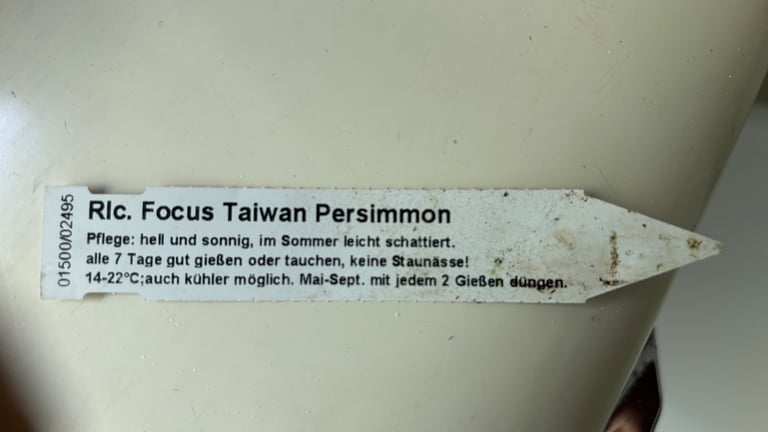 01500/02495
Rlc. Focus Taiwan Persimmon
Pflege: hell und sonnig, im Sommer leicht schattiert.
alle 7 Tage gut gießen oder tauchen, keine Staunässe!
14-22°C;auch kühler möglich. Mai-Sept. mit jedem 2 Gießen düngen.